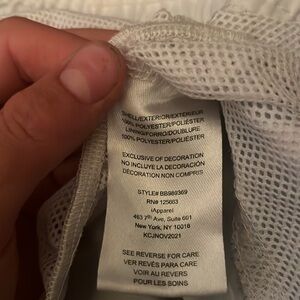 SHELL/EXTERIOR/EXTÉRIEUR
100% POLYESTER/POLIÉSTER
LINING/FORRO/DOUBLURE
100% POLYESTER/POLIÉSTER
EXCLUSIVE OF DECORATION
NO INCLUYE LA DECORACIÓN
DÉCORATION NON COMPRIS
STYLE# BB980369
RN# 125603
iApparel
463 7th Ave, Suite 601
New York, NY 10018
KCJNOV2021
SEE REVERSE FOR CARE
VER REVÉS PARA CARE
VOIR AU REVERS
POUR LES SOINS